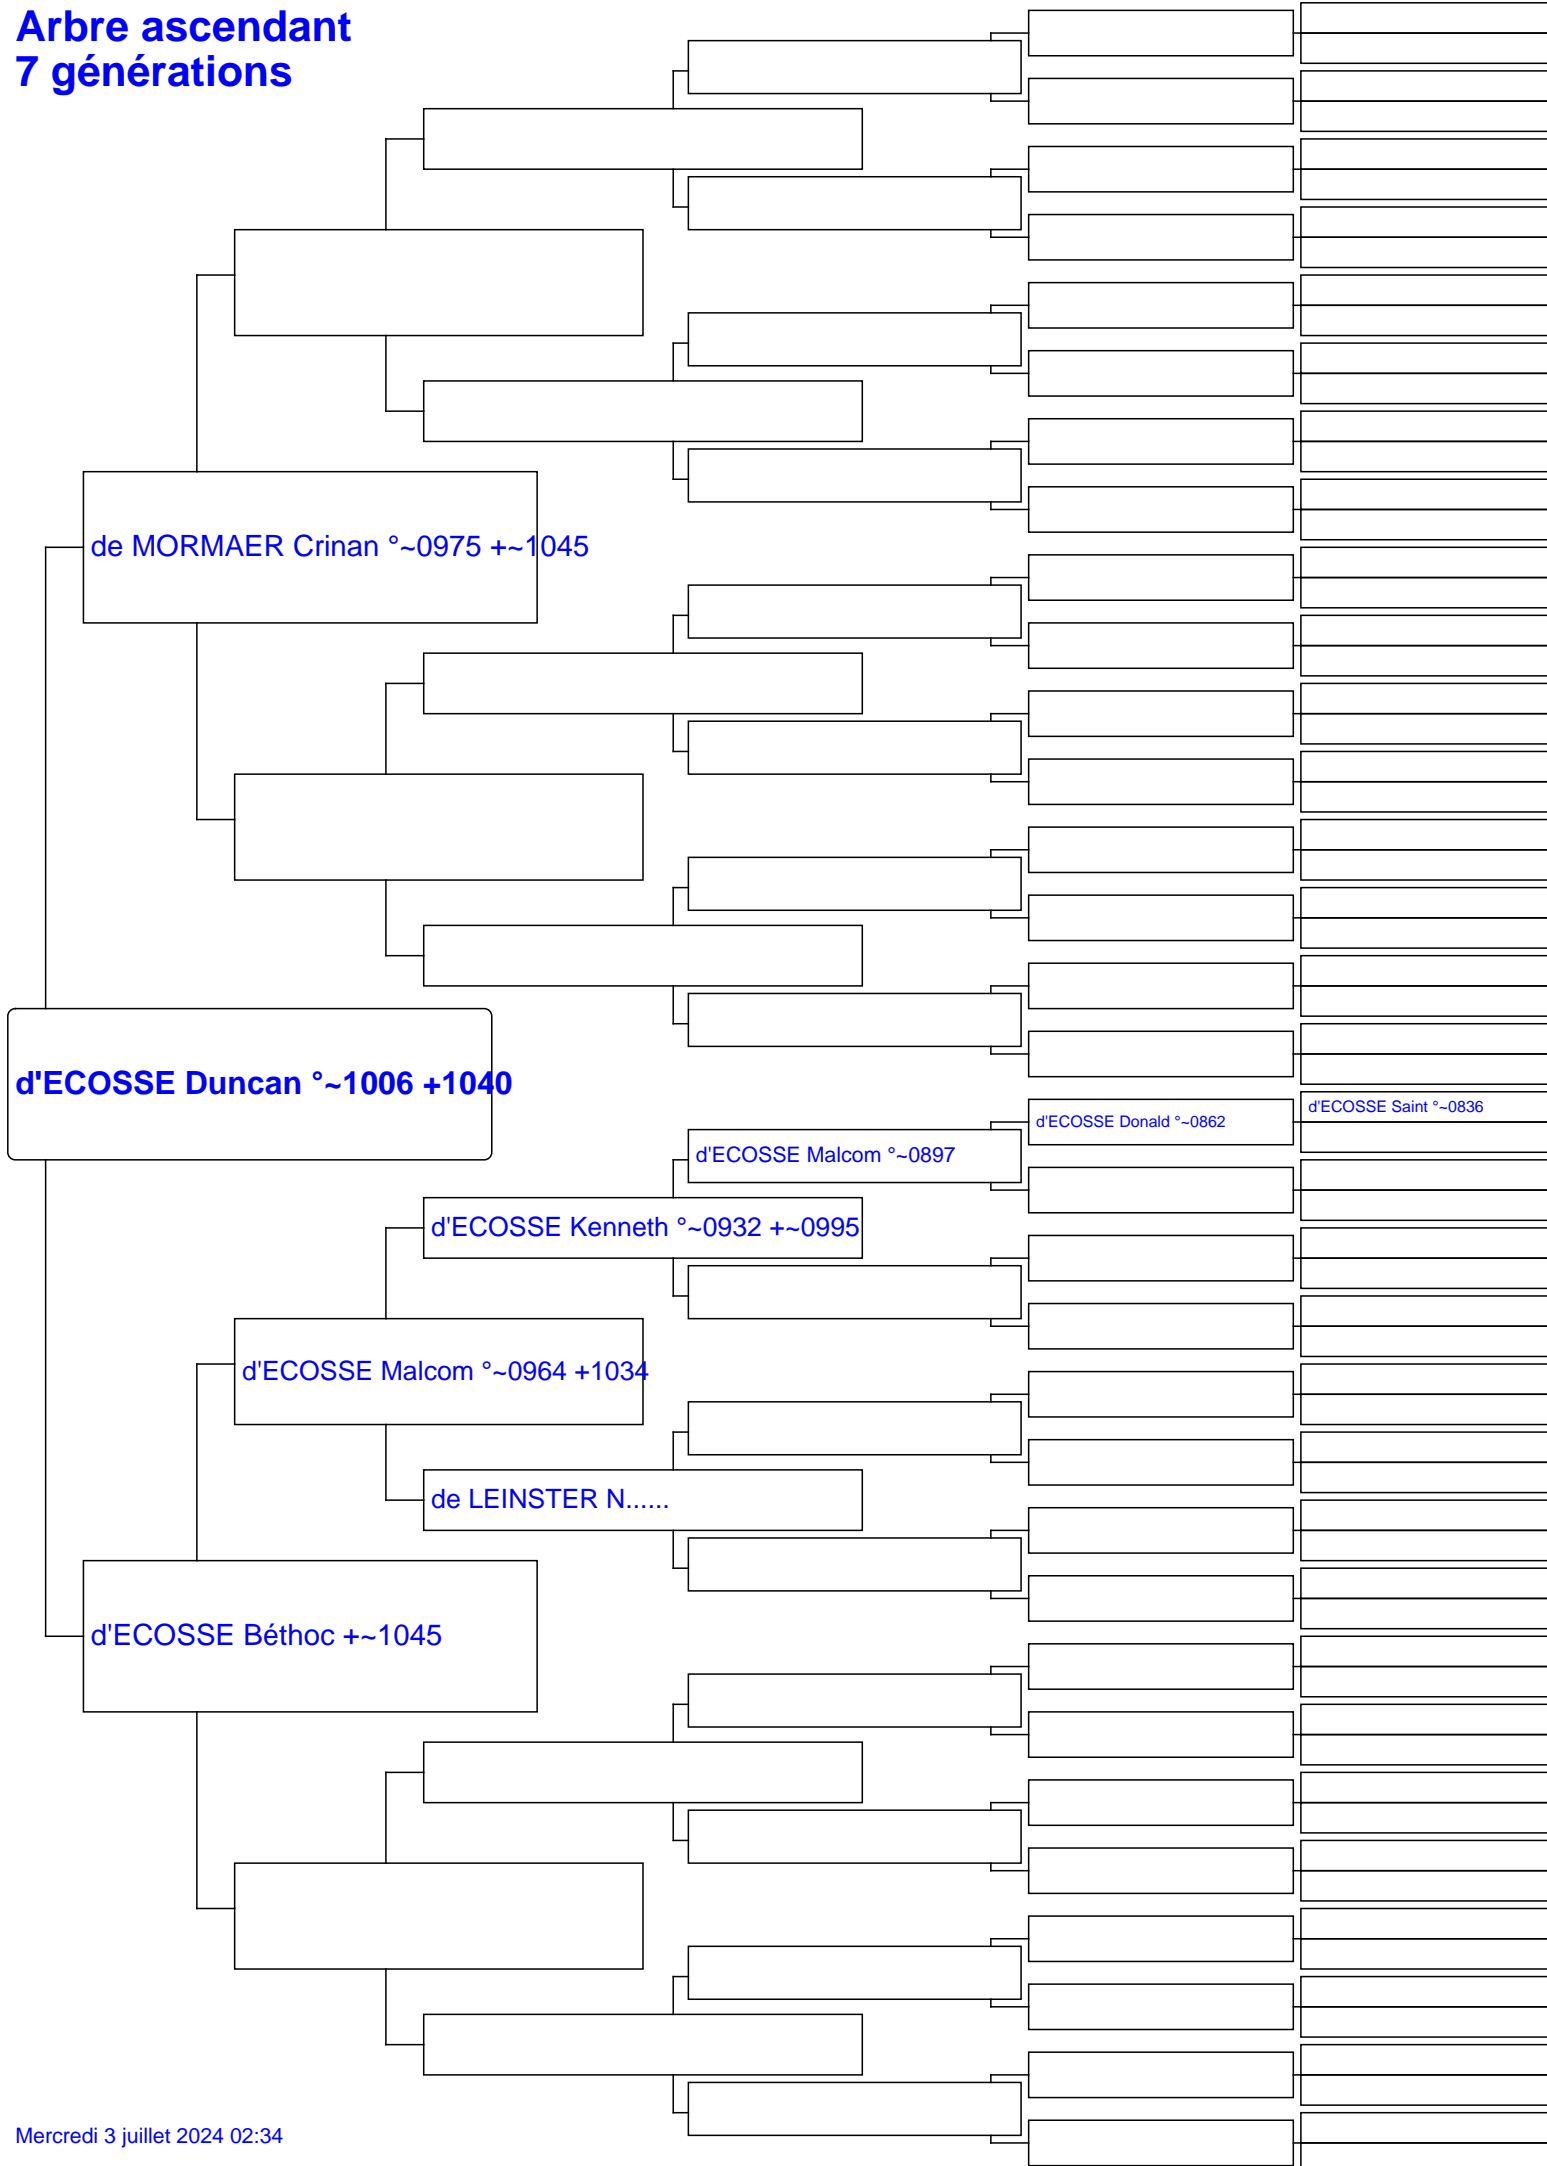 Arbre ascendant
7 générations
de MORMAER Crinan °~0975 +~1045
d'ECOSSE Duncan °~1006 +1040
d'ECOSSE Saint °~0836
d'ECOSSE Donald °~0862
d'ECOSSE Malcom °~0897
d'ECOSSE Kenneth °~0932 +~0995
d'ECOSSE Malcom °~0964 +1034
de LEINSTER N......
d'ECOSSE Béthoc +~1045
Mercredi 3 juillet 2024 02:34